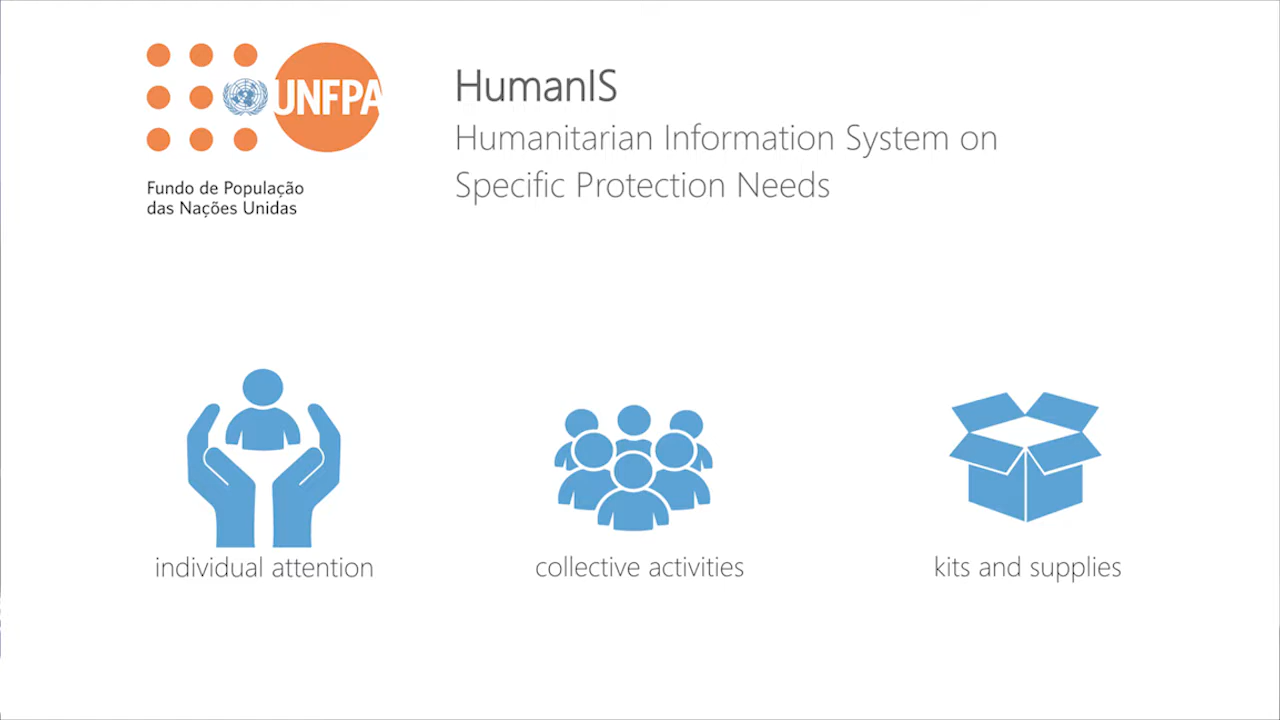 UNFPA
Fundo de População
das Nações Unidas
HumanIS
Humanitarian Information System on
Specific Protection Needs
individual attention
collective activities
kits and supplies